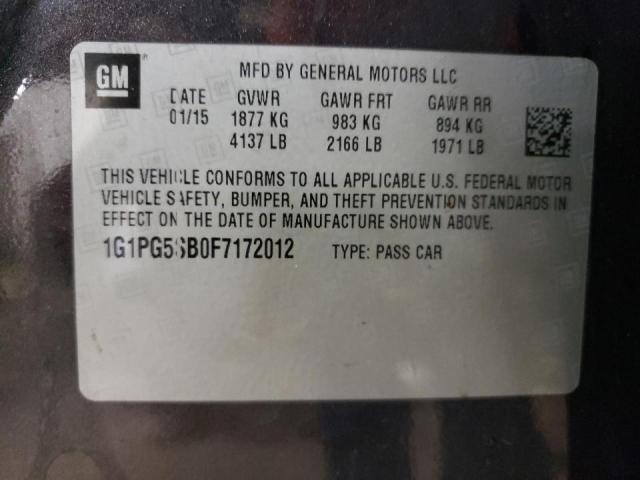 GM
MFD BY GENERAL MOTORS LLC
DATE GVWR GAWR FRT GAWR RR
01/15 1877 KG 983 KG 894 KG
4137 LB 2166 LB 1971 LB
THIS VEHICLE CONFORMS TO ALL APPLICABLE U.S. FEDERAL MOTOR
VEHICLE SAFETY, BUMPER, AND THEFT PREVENTION STANDARDS IN
EFFECT ON THE DATE OF MANUFACTURE SHOWN ABOVE.
1G1PG5SB0F7172012 TYPE: PASS CAR